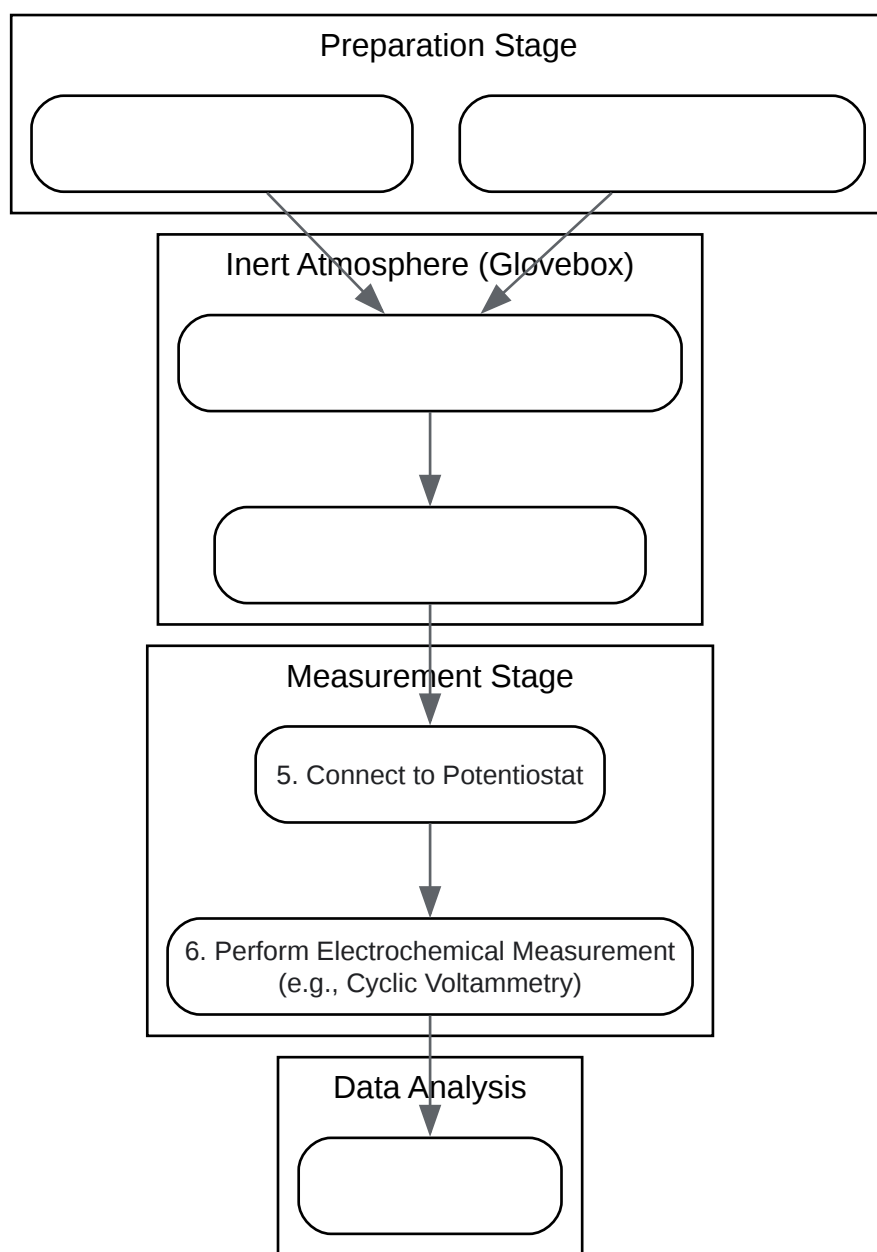 Preparation Stage
Inert Atmosphere (Glovebox)
Measurement Stage
5. Connect to Potentiostat
6. Perform Electrochemical Measurement
(e.g., Cyclic Voltammetry)
Data Analysis